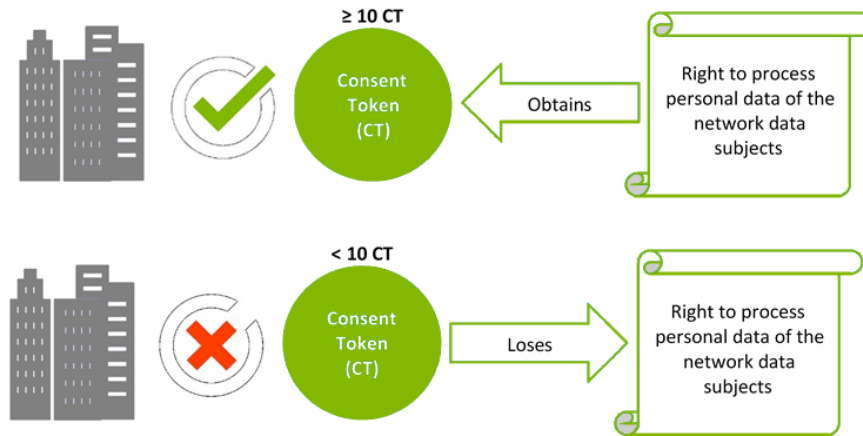 ≥ 10 CT
Consent
Token
(CT)
Obtains
Right to process
personal data of the
network data
subjects
< 10 CT
Consent
Token
(CT)
Loses
Right to process
personal data of the
network data
subjects